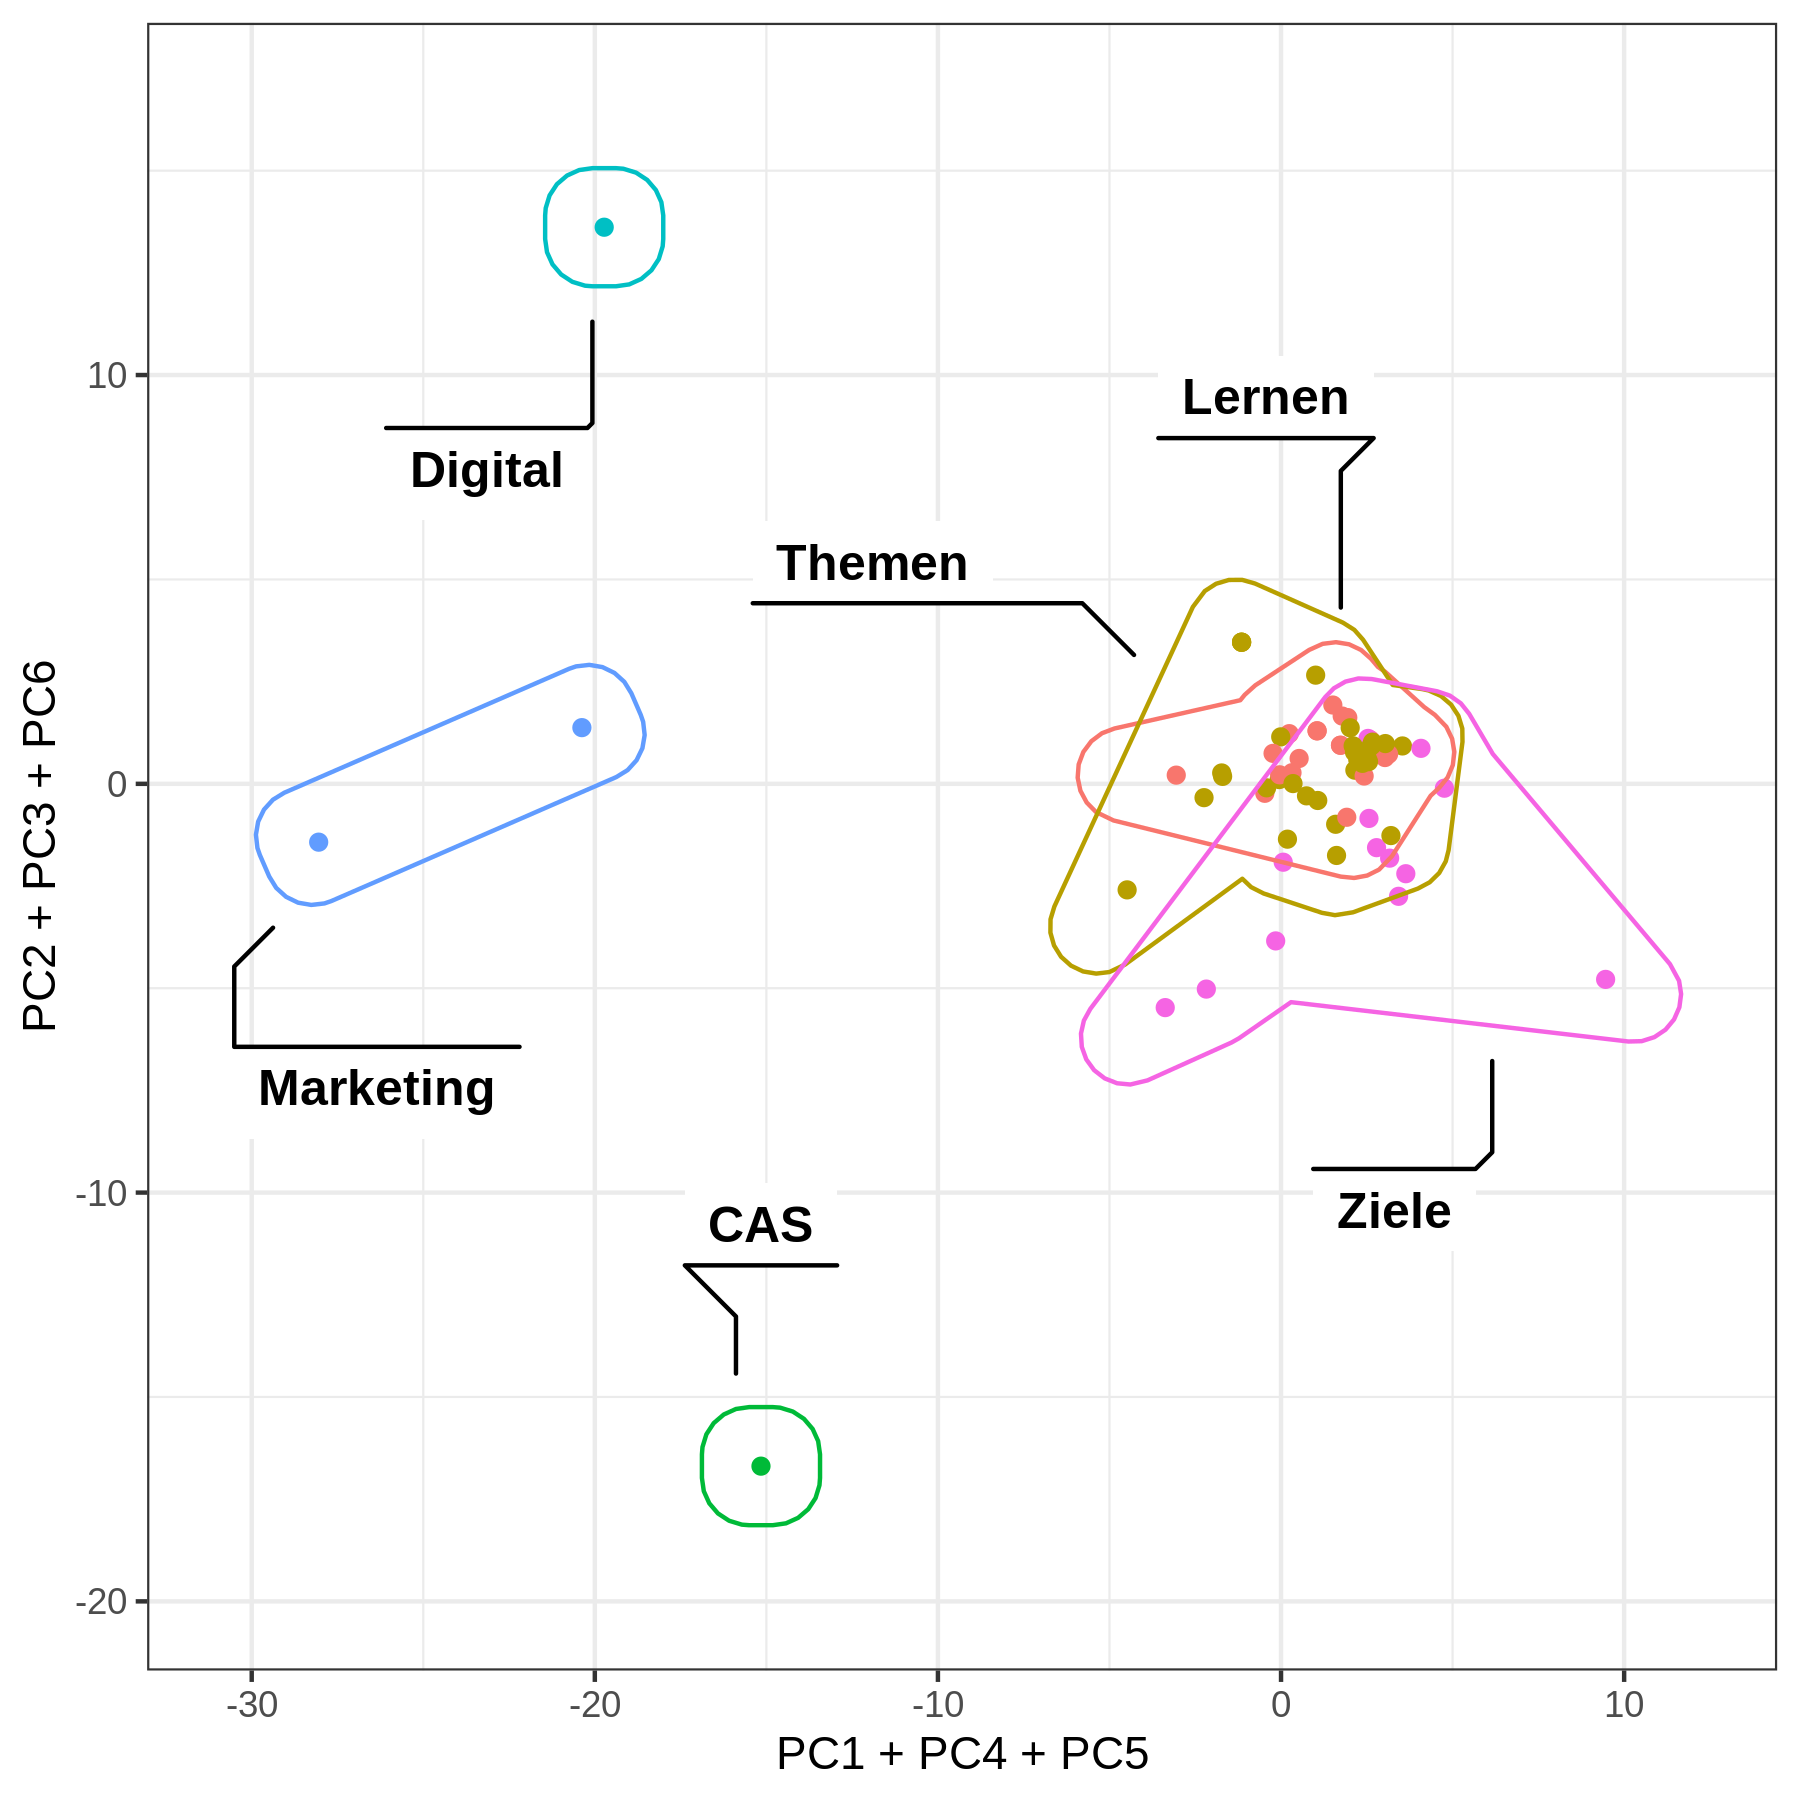 10
Lernen
Digital
Themen
0
PC2 + PC3 + PC6
Marketing
-10
CAS
Ziele
-20
-30
-20
-10
0
10
PC1 + PC4 + PC5